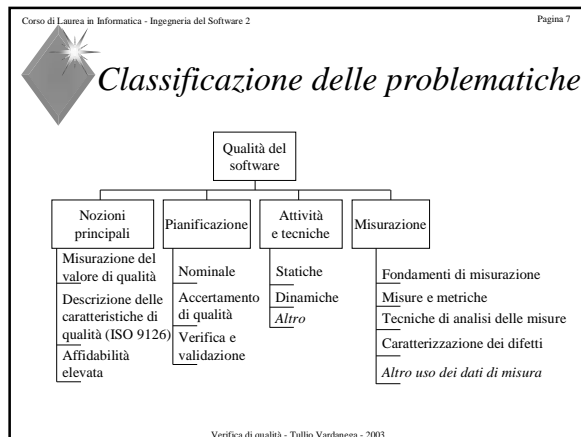 Corso di Laurea in Informatica - Ingegneria del Software 2
Pagina 7
Classificazione delle problematiche
Qualità del
software
Nozioni
principali
Pianificazione
Attività
e tecniche
Misurazione
Misurazione del
valore di qualità
Descrizione delle
caratteristiche di
qualità (ISO 9126)
Affidabilità
elevata
Nominale
Accertamento
di qualità
Verifica e
validazione
Statiche
Dinamiche
Altro
Fondamenti di misurazione
Misure e metriche
Tecniche di analisi delle misure
Caratterizzazione dei difetti
Altro uso dei dati di misura
Verifica di qualità - Tullio Vardanega - 2003